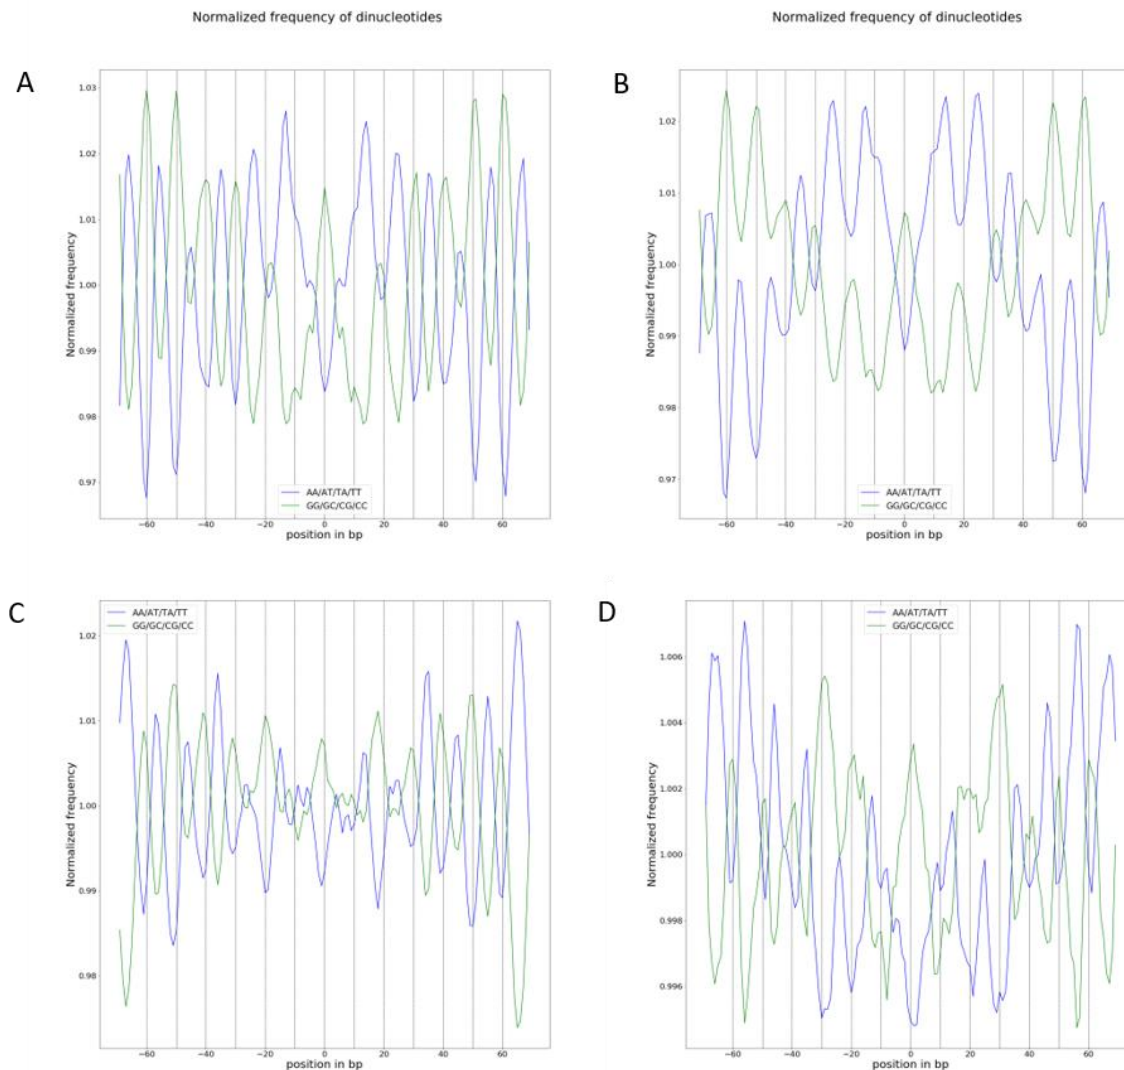 Normalized frequency of dinucleotides
Normalized frequency of dinucleotides
A
1.03
1.02
1.01
1.00
0.99
0.98
0.97
Normalized frequency
AA/AT/TA/TT
GG/GC/CG/CC
−60 −40 −20 0 20 40 60
position in bp
B
1.02
1.01
1.00
0.99
0.98
0.97
Normalized frequency
AA/AT/TA/TT
GG/GC/CG/CC
−60 −40 −20 0 20 40 60
position in bp
C
AA/AT/TA/TT
GG/GC/CG/CC
1.02
1.01
1.00
0.99
0.98
Normalized frequency
−60 −40 −20 0 20 40 60
position in bp
D
AA/AT/TA/TT
GG/GC/CG/CC
1.006
1.004
1.002
1.000
0.998
0.996
Normalized frequency
−60 −40 −20 0 20 40 60
position in bp